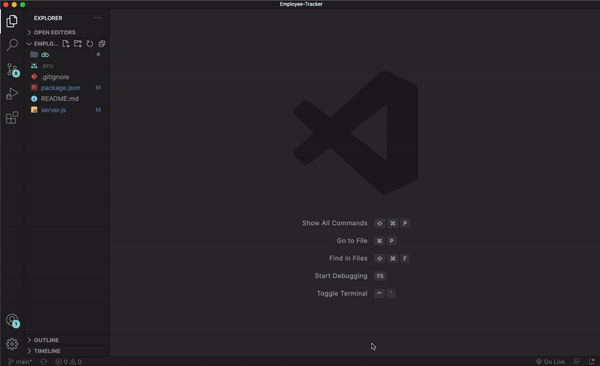 Employee-Tracker
EXPLORER
OPEN EDITORS
EMPLO...
db
.env
.gitignore
package.json M
README.md
server.js M
8
Show All Commands ⇧ ⌘ P
Go to File ⌘ P
Find in Files ⇧ ⌘ F
Start Debugging F5
Toggle Terminal ^ `
1
OUTLINE
TIMELINE
main* 0 0 Go Live